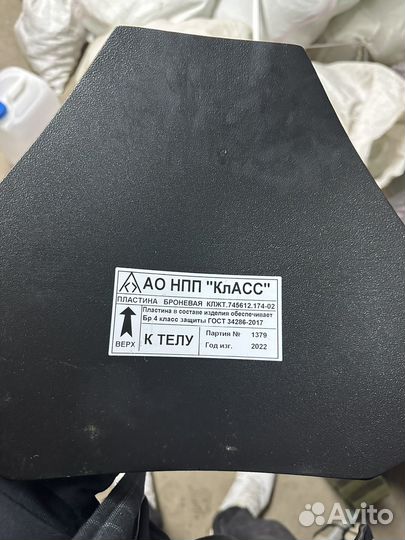 АО НПП "КлАСС"
ПЛАСТИНА БРОНЕВАЯ КЛЖТ.745612.174-02
Пластина в составе изделия обеспечивает
Бр 4 класс защиты ГОСТ 34286-2017
ВЕРХ
К ТЕЛУ
Партия № 1379
Год изг. 2022
Avito